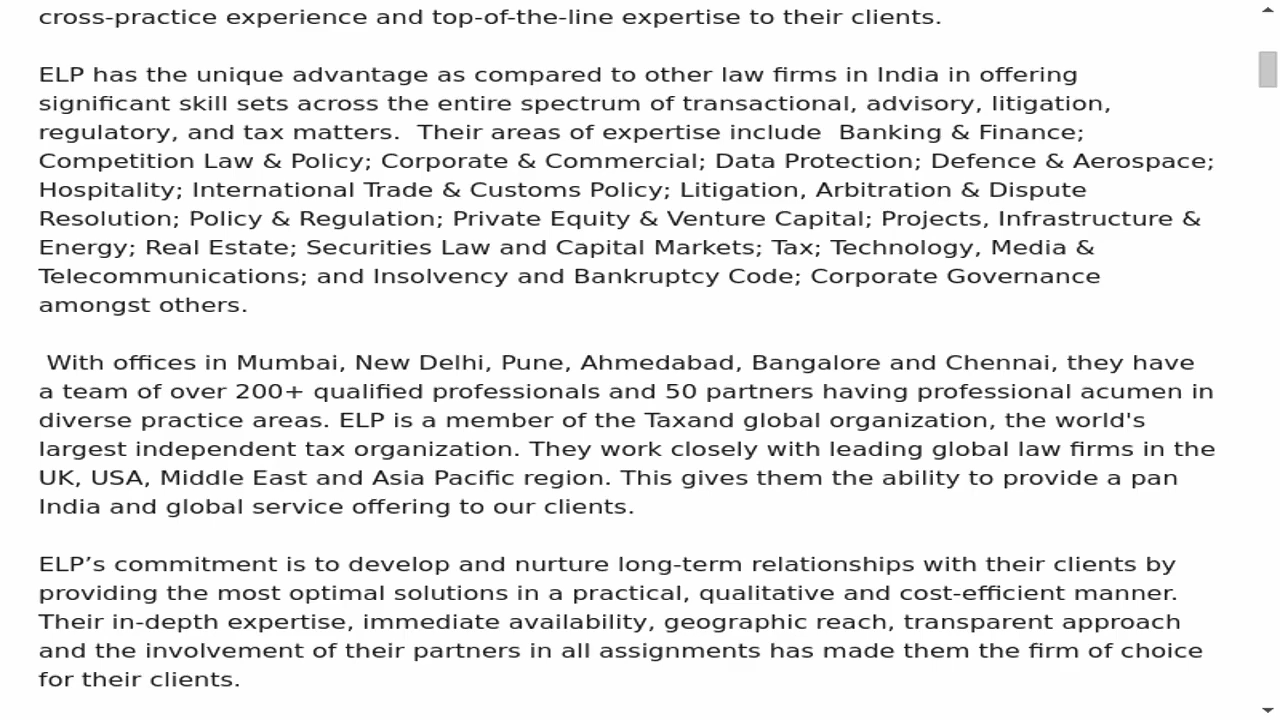 cross-practice experience and top-of-the-line expertise to their clients.
ELP has the unique advantage as compared to other law firms in India in offering
significant skill sets across the entire spectrum of transactional, advisory, litigation,
regulatory, and tax matters.  Their areas of expertise include  Banking & Finance;
Competition Law & Policy; Corporate & Commercial; Data Protection; Defence & Aerospace;
Hospitality; International Trade & Customs Policy; Litigation, Arbitration & Dispute
Resolution; Policy & Regulation; Private Equity & Venture Capital; Projects, Infrastructure &
Energy; Real Estate; Securities Law and Capital Markets; Tax; Technology, Media &
Telecommunications; and Insolvency and Bankruptcy Code; Corporate Governance
amongst others.
With offices in Mumbai, New Delhi, Pune, Ahmedabad, Bangalore and Chennai, they have
a team of over 200+ qualified professionals and 50 partners having professional acumen in
diverse practice areas. ELP is a member of the Taxand global organization, the world's
largest independent tax organization. They work closely with leading global law firms in the
UK, USA, Middle East and Asia Pacific region. This gives them the ability to provide a pan
India and global service offering to our clients.
ELP’s commitment is to develop and nurture long-term relationships with their clients by
providing the most optimal solutions in a practical, qualitative and cost-efficient manner.
Their in-depth expertise, immediate availability, geographic reach, transparent approach
and the involvement of their partners in all assignments has made them the firm of choice
for their clients.